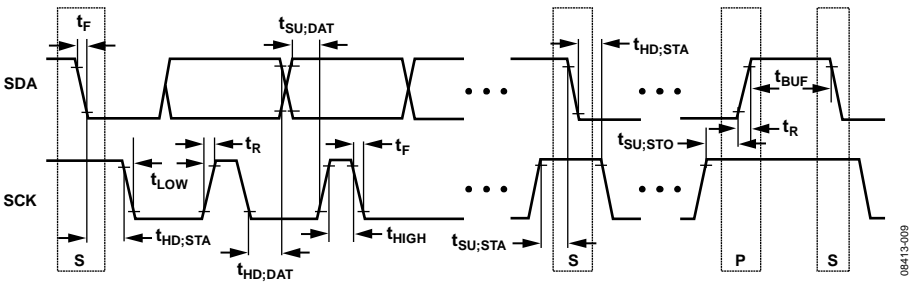 tF
tSU;DAT
tHD;STA
SDA
tBUF
tR
tF
tR
tSU;STO
tLOW
SCK
tHD;STA
tHIGH
tSU;STA
tHD;DAT
S
S
P
S
08413-009